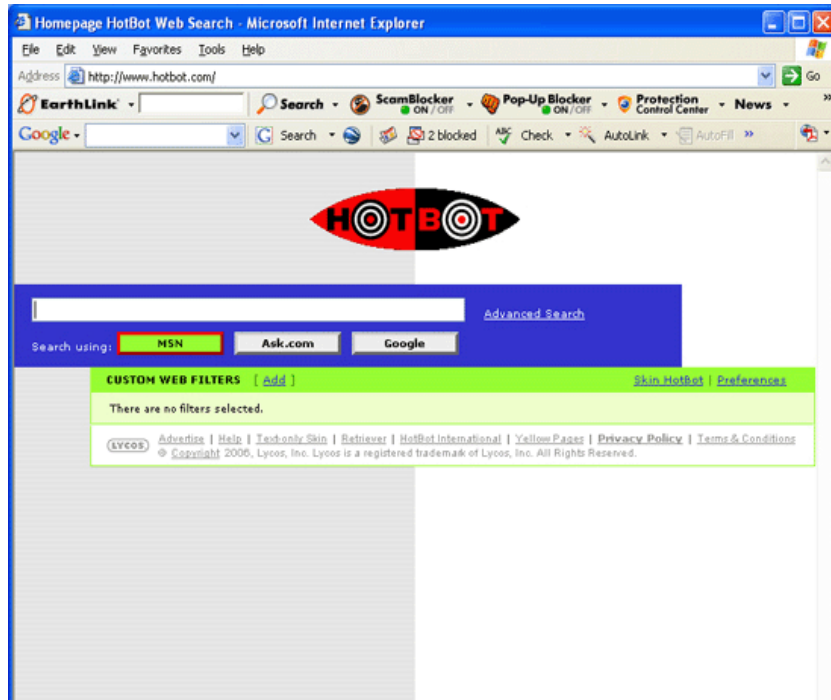 Homepage HotBot Web Search - Microsoft Internet Explorer
File Edit View Favorites Tools Help
Address http://www.hotbot.com/ Go
EarthLink Search ScamBlocker ON / OFF Pop-Up Blocker ON / OFF Protection Control Center News »
Google Search 2 blocked ABC Check AutoLink AutoFill »
HOTBOT
Advanced Search
Search using: MSN Ask.com Google
CUSTOM WEB FILTERS [ Add ] Skin HotBot | Preferences
There are no filters selected.
LYCOS Advertise | Help | Text-only Skin | Retriever | HotBot International | Yellow Pages | Privacy Policy | Terms & Conditions
© Copyright 2006, Lycos, Inc. Lycos is a registered trademark of Lycos, Inc. All Rights Reserved.